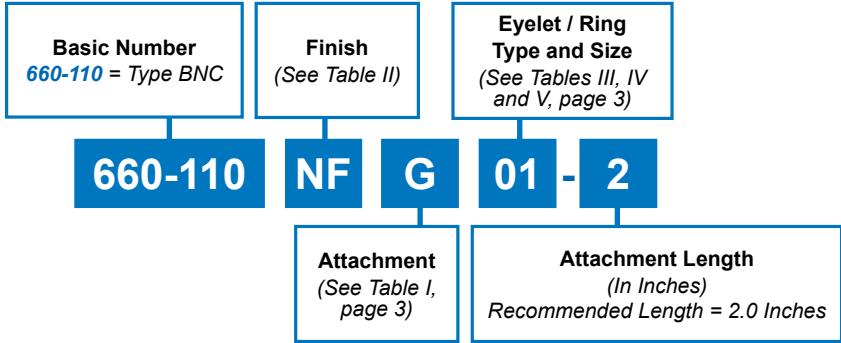 Basic Number
660-110 = Type BNC
Finish
(See Table II)
Eyelet / Ring
Type and Size
(See Tables III, IV
and V, page 3)
660-110 NF G 01 - 2
Attachment
(See Table I,
page 3)
Attachment Length
(In Inches)
Recommended Length = 2.0 Inches